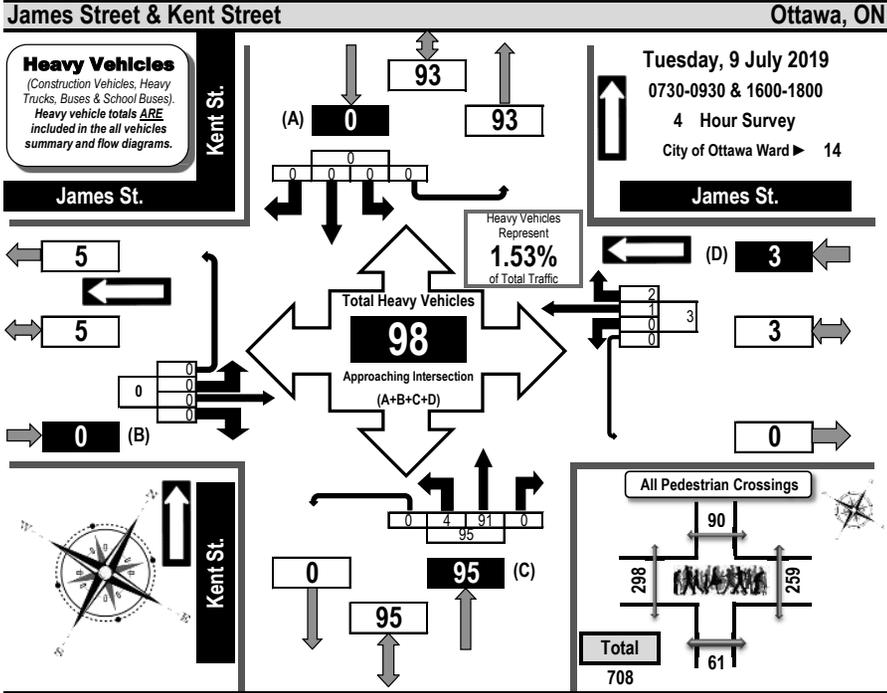 James Street & Kent Street
Ottawa, ON
Heavy Vehicles
(Construction Vehicles, Heavy
Trucks, Buses & School Buses).
Heavy vehicle totals ARE
included in the all vehicles
summary and flow diagrams.
Kent St.
James St.
93
(A)
0
93
0
0
0
0
0
Tuesday, 9 July 2019
0730-0930 & 1600-1800
4 Hour Survey
City of Ottawa Ward ► 14
James St.
Heavy Vehicles
Represent
1.53%
of Total Traffic
5
5
0
0
0
0
0
0
(B)
Total Heavy Vehicles
98
Approaching Intersection
(A+B+C+D)
(D)
3
2
1
0
0
3
3
0
N
W
E
S
Kent St.
0
4
91
0
95
0
95
(C)
95
All Pedestrian Crossings
90
298
259
61
Total
708